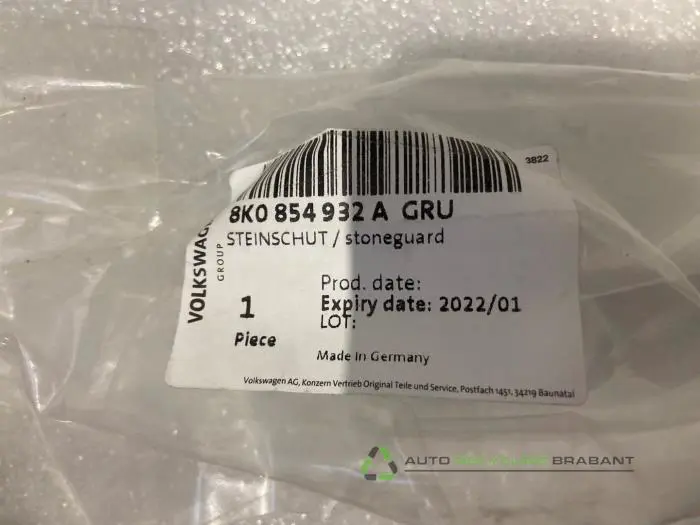 3822
8K0 854 932 A GRU
STEINSCHUT / stoneguard
VOLKSWAGEN
GROUP
Prod. date:
1
Expiry date: 2022/01
LOT:
Piece
Made In Germany
Volkswagen AG, Konzern Vertrieb Original Teile und Service, Postfach 1451, 34219 Baunatal
AUTO RECYCLING BRABANT